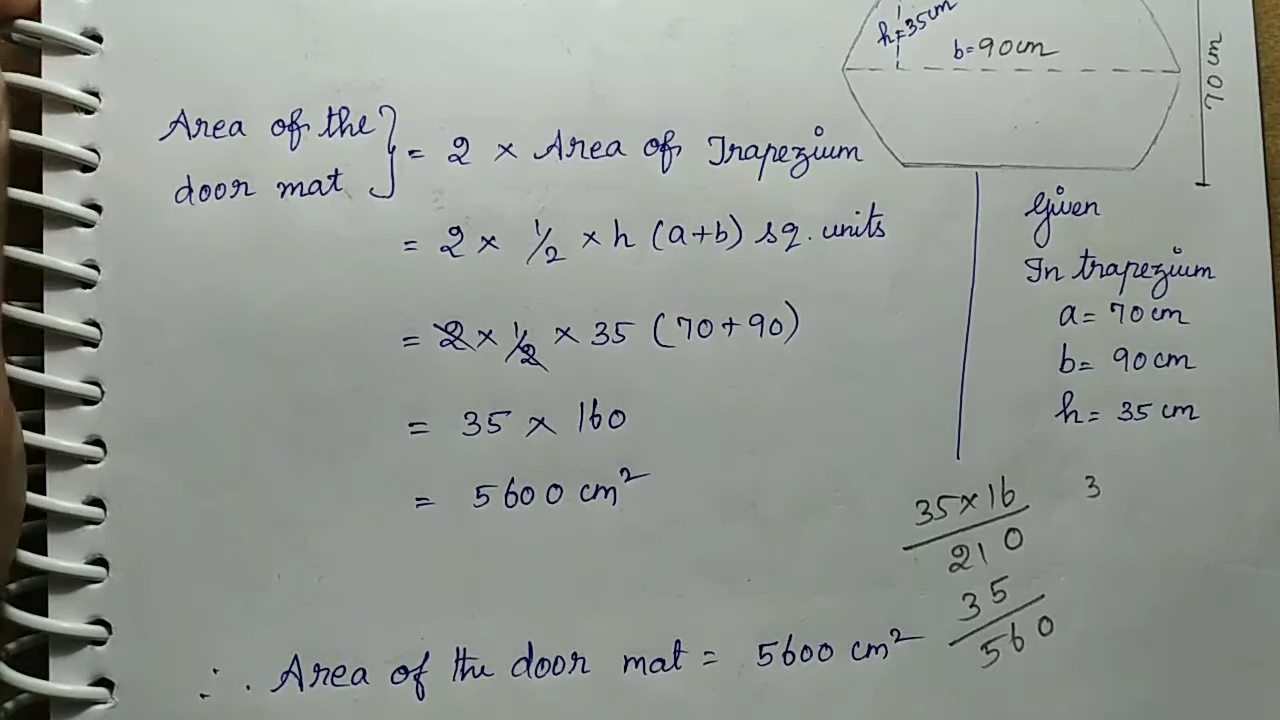 h=35cm
b=90cm
70 cm
Area of the
door mat } = 2 × Area of Trapezium
= 2 × 1/2 × h (a+b) sq. units
= 2 × 1/2 × 35 (70+90)
= 35 × 160
= 5600 cm²
Given
In trapezium
a= 70 cm
b= 90 cm
h= 35 cm
35×16
3
210
35
560
∴ Area of the door mat = 5600 cm²